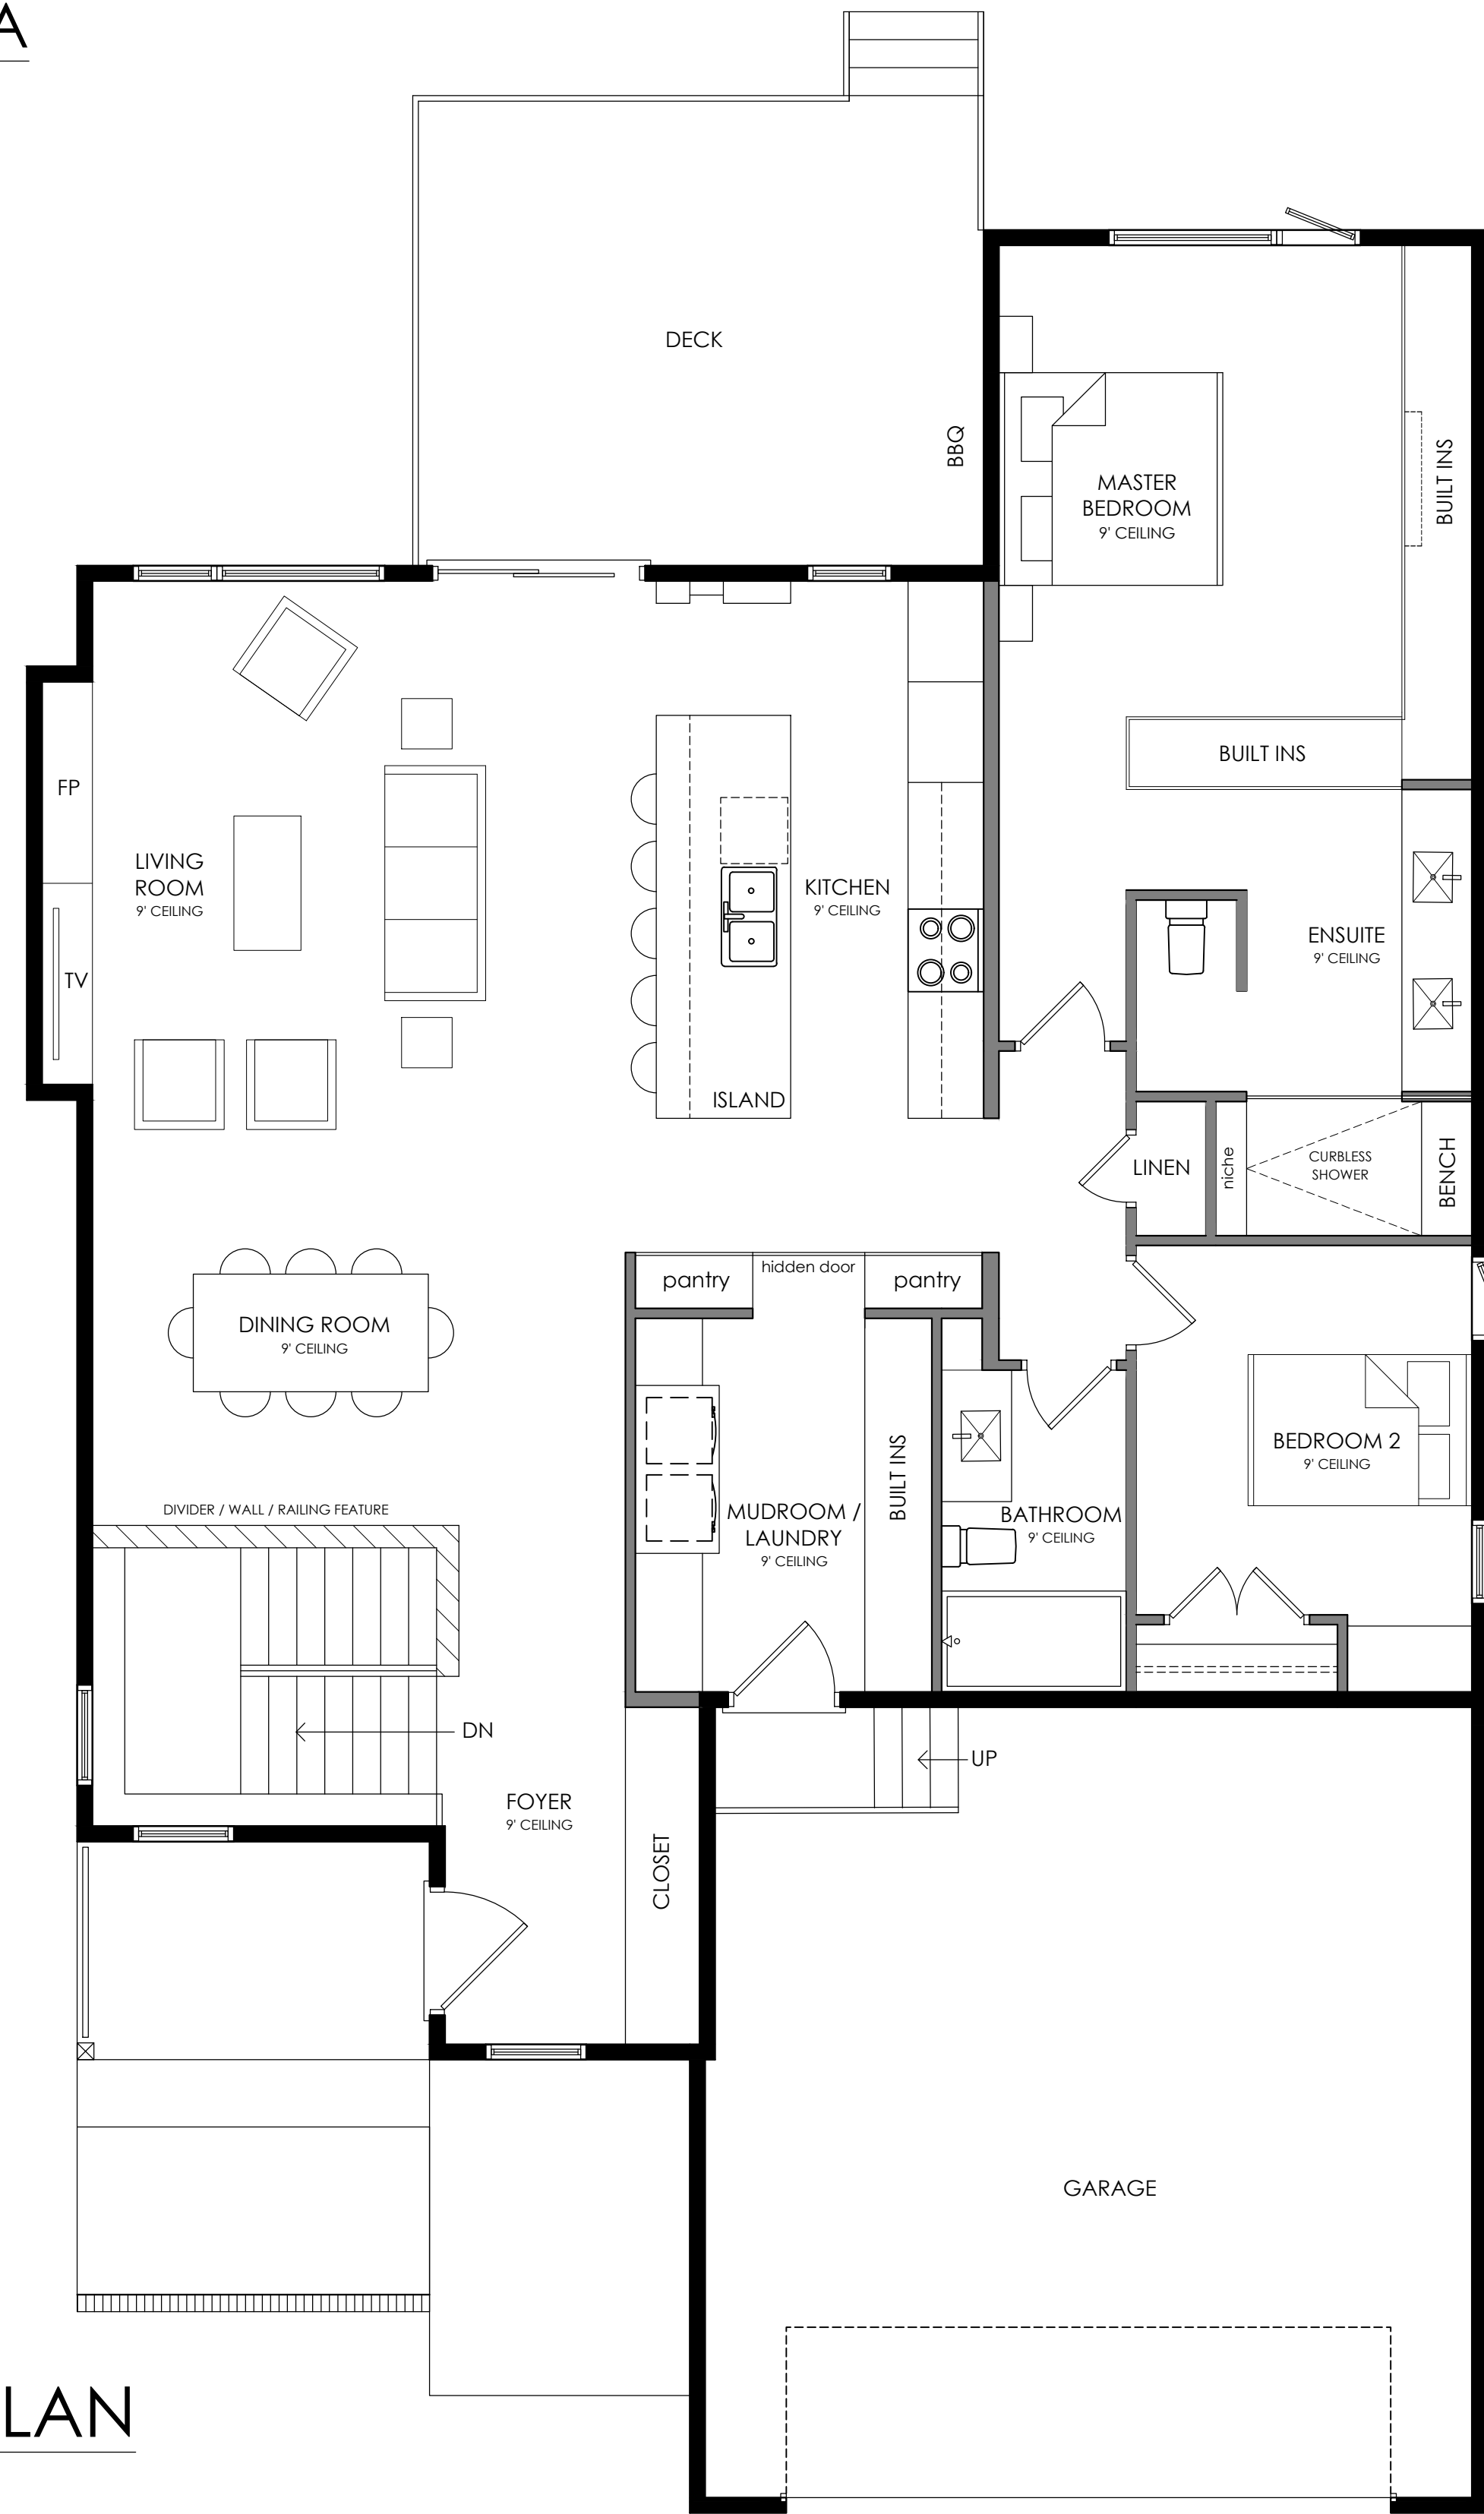 A
DECK
BBQ
MASTER
BEDROOM
9' CEILING
BUILT INS
BUILT INS
FP
LIVING
ROOM
9' CEILING
TV
KITCHEN
9' CEILING
ISLAND
ENSUITE
9' CEILING
LINEN
niche
CURBLESS
SHOWER
BENCH
pantry
hidden door
pantry
DINING ROOM
9' CEILING
BUILT INS
BEDROOM 2
9' CEILING
DIVIDER / WALL / RAILING FEATURE
MUDROOM /
LAUNDRY
9' CEILING
BATHROOM
9' CEILING
DN
UP
FOYER
9' CEILING
CLOSET
GARAGE
LAN